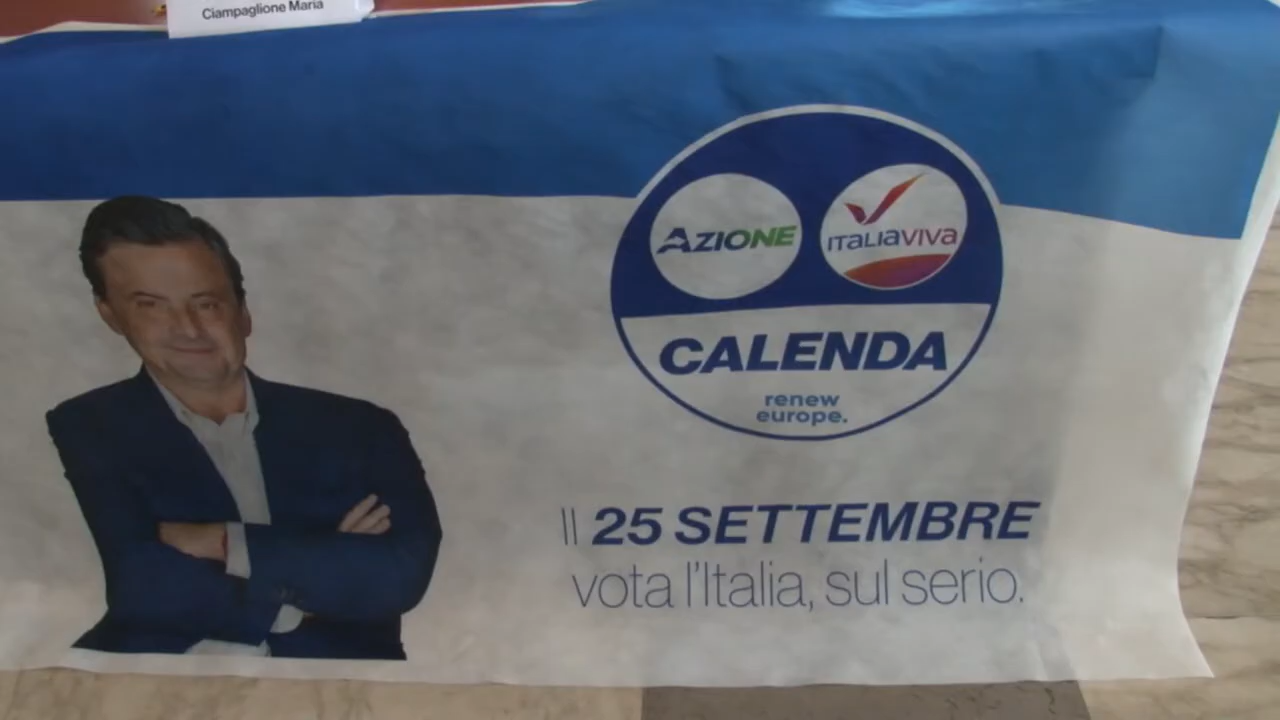 Ciampaglione Maria
AZIONE
ITALIAVIVA
CALENDA
renew
europe.
Il 25 SETTEMBRE
vota l'Italia, sul serio.